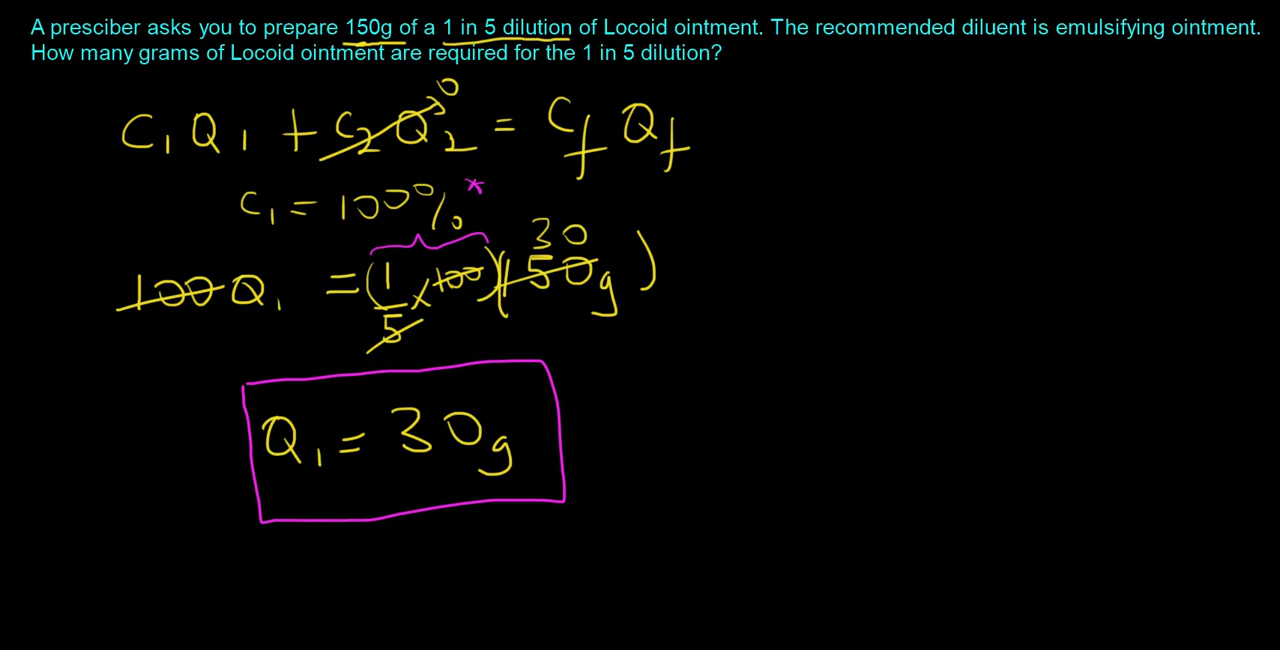 A presciber asks you to prepare 150g of a 1 in 5 dilution of Locoid ointment. The recommended diluent is emulsifying ointment.
How many grams of Locoid ointment are required for the 1 in 5 dilution?
0
C1Q1 + C2Q2 = CfQf
C1 = 100% *
30
100Q1 = (1/5 x 100)(150g)
Q1 = 30g